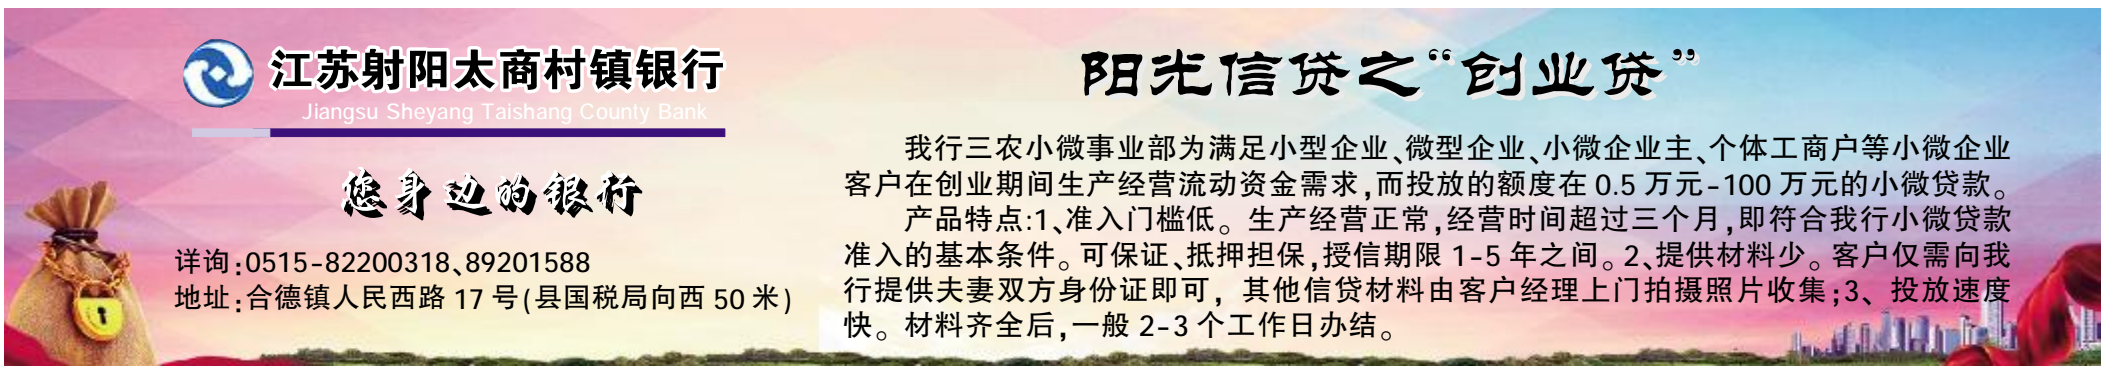 江苏射阳太商村镇银行
Jiangsu Sheyang Taishang County Bank
您身边的银行
详询:0515-82200318、89201588
地址:合德镇人民西路 17 号(县国税局向西 50 米)
阳光信贷之“创业贷”
我行三农小微事业部为满足小型企业、微型企业、小微企业主、个体工商户等小微企业
客户在创业期间生产经营流动资金需求,而投放的额度在 0.5 万元-100 万元的小微贷款。
产品特点:1、准入门槛低。生产经营正常,经营时间超过三个月,即符合我行小微贷款
准入的基本条件。可保证、抵押担保,授信期限 1-5 年之间。2、提供材料少。客户仅需向我
行提供夫妻双方身份证即可，其他信贷材料由客户经理上门拍摄照片收集;3、投放速度
快。材料齐全后,一般 2-3 个工作日办结。